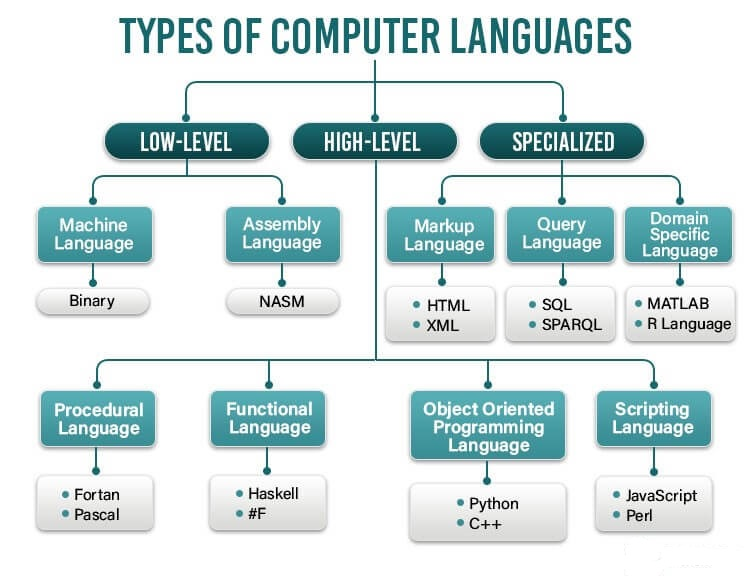 TYPES OF COMPUTER LANGUAGES
LOW-LEVEL
HIGH-LEVEL
SPECIALIZED
Machine
Language
Assembly
Language
Markup
Language
Query
Language
Domain
Specific
Language
Binary
NASM
• HTML
• XML
• SQL
• SPARQL
• MATLAB
• R Language
Procedural
Language
Functional
Language
Object Oriented
Programming
Language
Scripting
Language
• Fortan
• Pascal
• Haskell
• #F
• Python
• C++
• JavaScript
• Perl